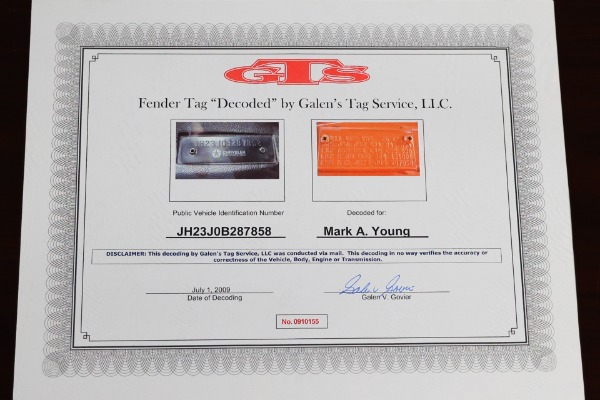 GTS
Fender Tag “Decoded” by Galen's Tag Service, LLC.
CHRYSLER
Public Vehicle Identification Number
Decoded for:
JH23J0B287858
Mark A. Young
DISCLAIMER: This decoding by Galen's Tag Service, LLC was conducted via mail. This decoding in no way verifies the accuracy or
correctness of the Vehicle, Body, Engine or Transmission.
July 1, 2009
Date of Decoding
Galen V. Govier
No. 0910155